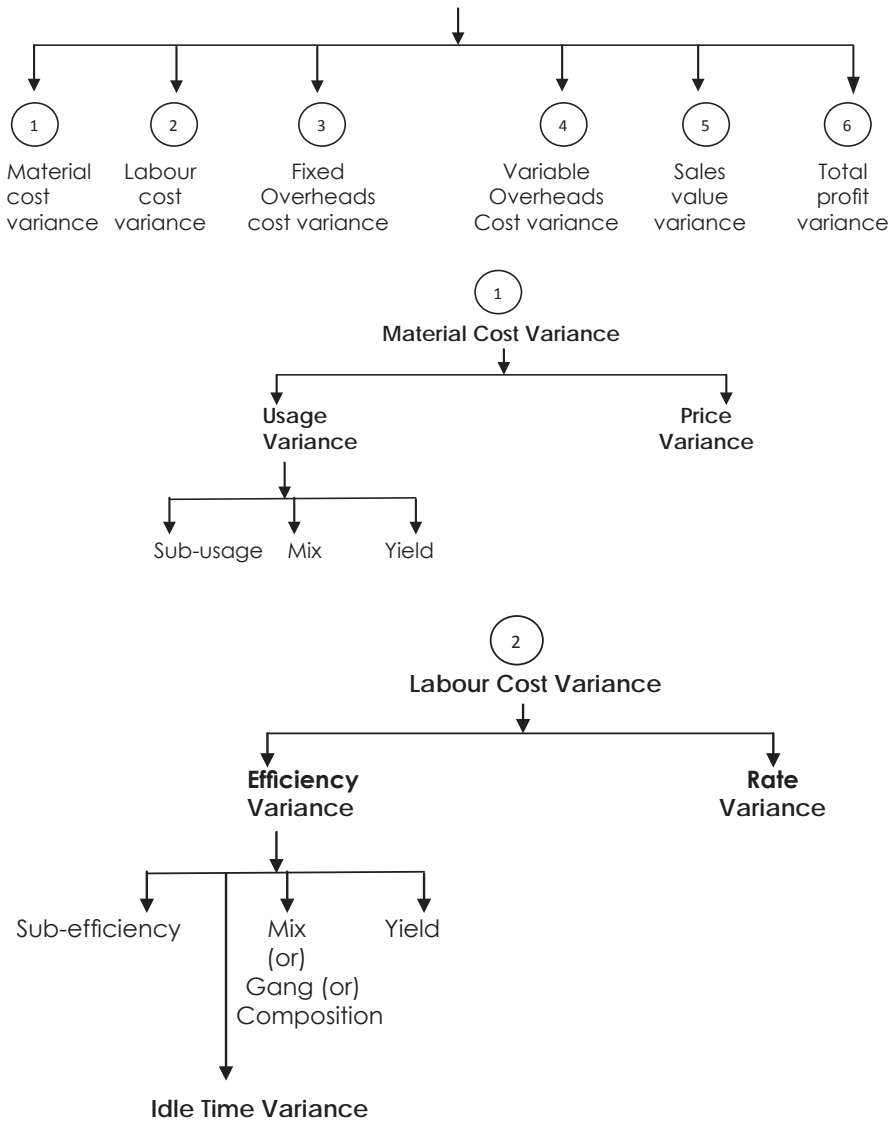 1 2 3 4 5 6
Material Labour Fixed Variable Sales Total
cost cost Overheads Overheads value profit
variance variance cost variance Cost variance variance variance
1
Material Cost Variance
Usage Price
Variance Variance
Sub-usage Mix Yield
2
Labour Cost Variance
Efficiency Rate
Variance Variance
Sub-efficiency Mix Yield
(or)
Gang (or)
Composition
Idle Time Variance